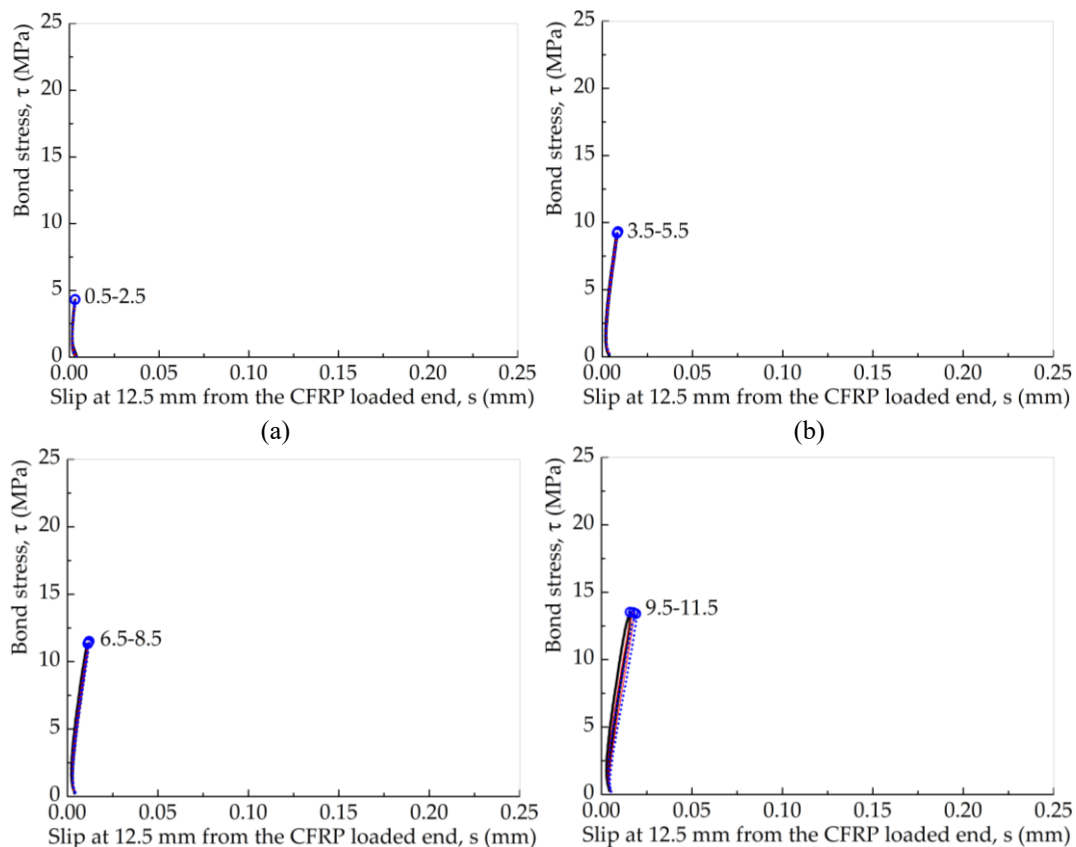 Bond stress, τ (MPa)
25
20
15
10
5
0
0.5-2.5
0.00 0.05 0.10 0.15 0.20 0.25
Slip at 12.5 mm from the CFRP loaded end, s (mm)
(a)
Bond stress, τ (MPa)
25
20
15
10
5
0
3.5-5.5
0.00 0.05 0.10 0.15 0.20 0.25
Slip at 12.5 mm from the CFRP loaded end, s (mm)
(b)
Bond stress, τ (MPa)
25
20
15
10
5
0
6.5-8.5
0.00 0.05 0.10 0.15 0.20 0.25
Slip at 12.5 mm from the CFRP loaded end, s (mm)
Bond stress, τ (MPa)
25
20
15
10
5
0
9.5-11.5
0.00 0.05 0.10 0.15 0.20 0.25
Slip at 12.5 mm from the CFRP loaded end, s (mm)